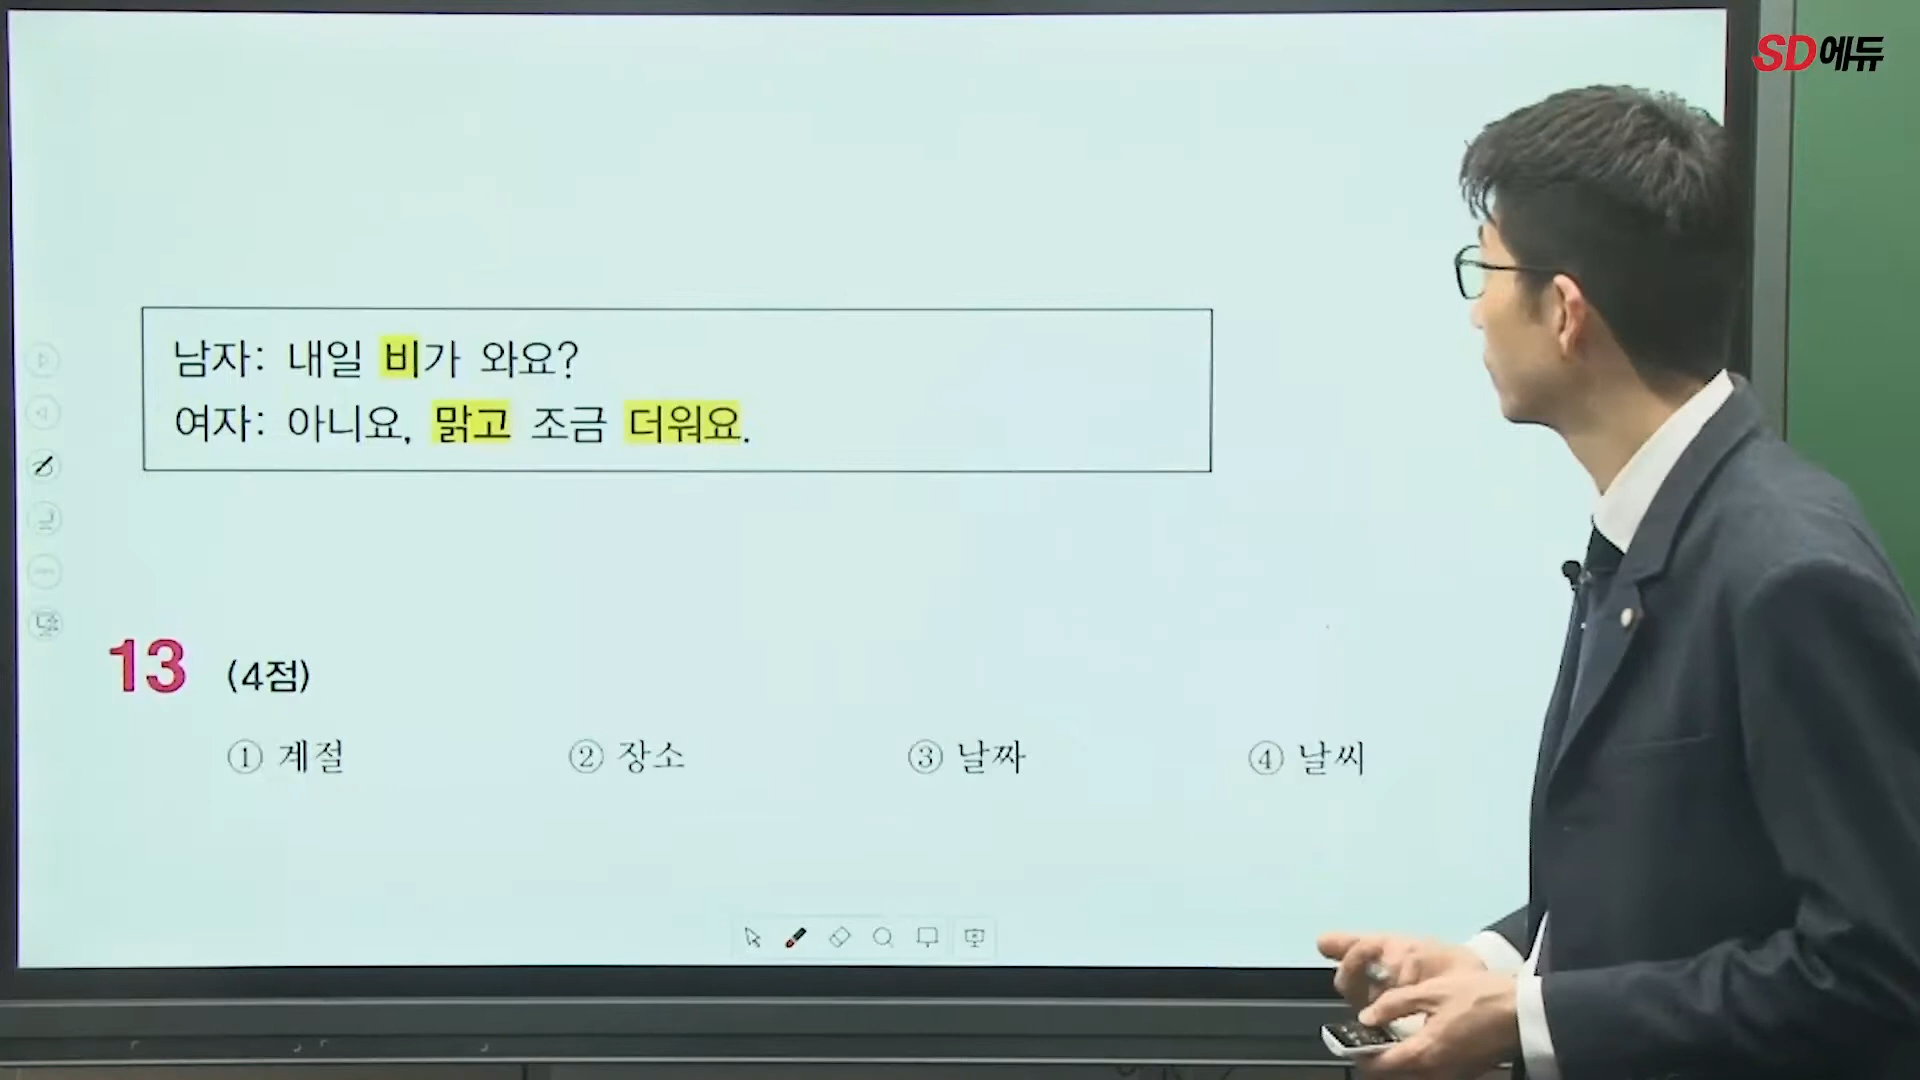 SD에듀
남자: 내일 비가 와요?
여자: 아니요, 맑고 조금 더워요.
13 (4점)
① 계절 ② 장소 ③ 날짜 ④ 날씨